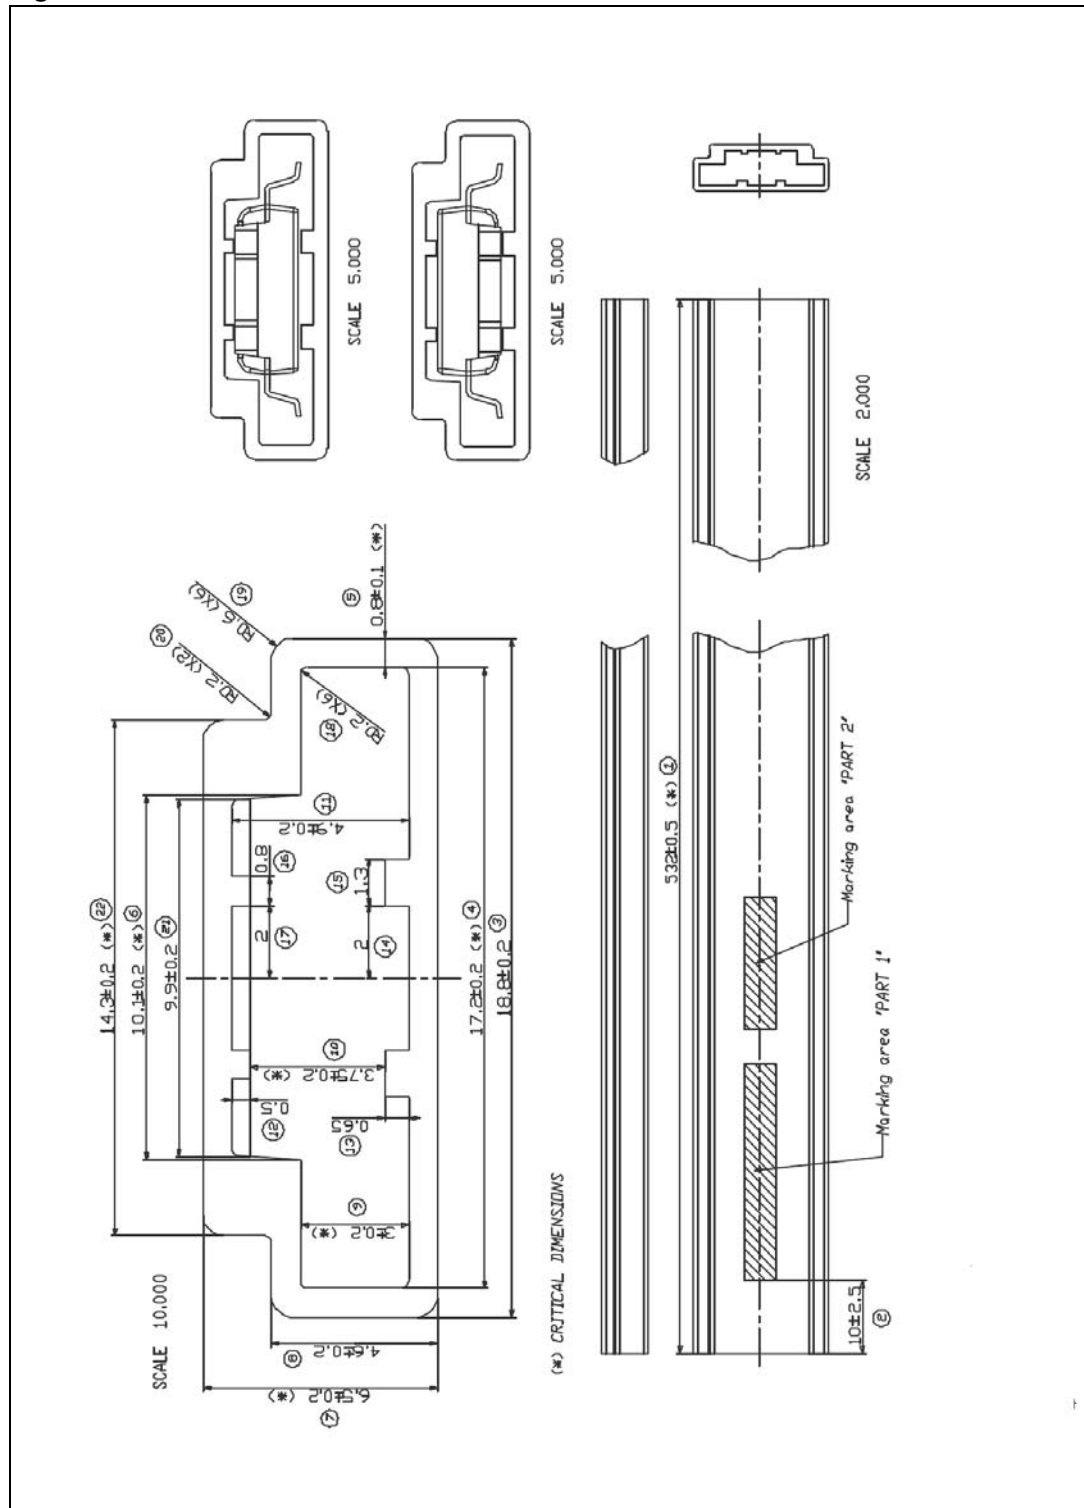 SCALE 5,000
SCALE 5,000
SCALE 2,000
SCALE 10,000
14.3±0.2 (*) 22
10.1±0.2 (*) 6
9.9±0.2 21
R0.2 (X2) 20
R0.6 (X6) 19
R0.2 (X6) 18
0.8±0.1 (*) 5
4.9±0.2 11
0.8 16
2 17
1.3 15
2 14
3.75±0.2 (*) 10
0.5 12
0.65 13
3±0.2 (*) 9
17.2±0.2 (*) 4
18.8±0.2 3
4.6±0.2 8
6.5±0.2 (*) 7
(*) CRITICAL DIMENSIONS
532±0.5 (*) 1
Marking area "PART 2"
Marking area "PART 1"
10±2.5 2